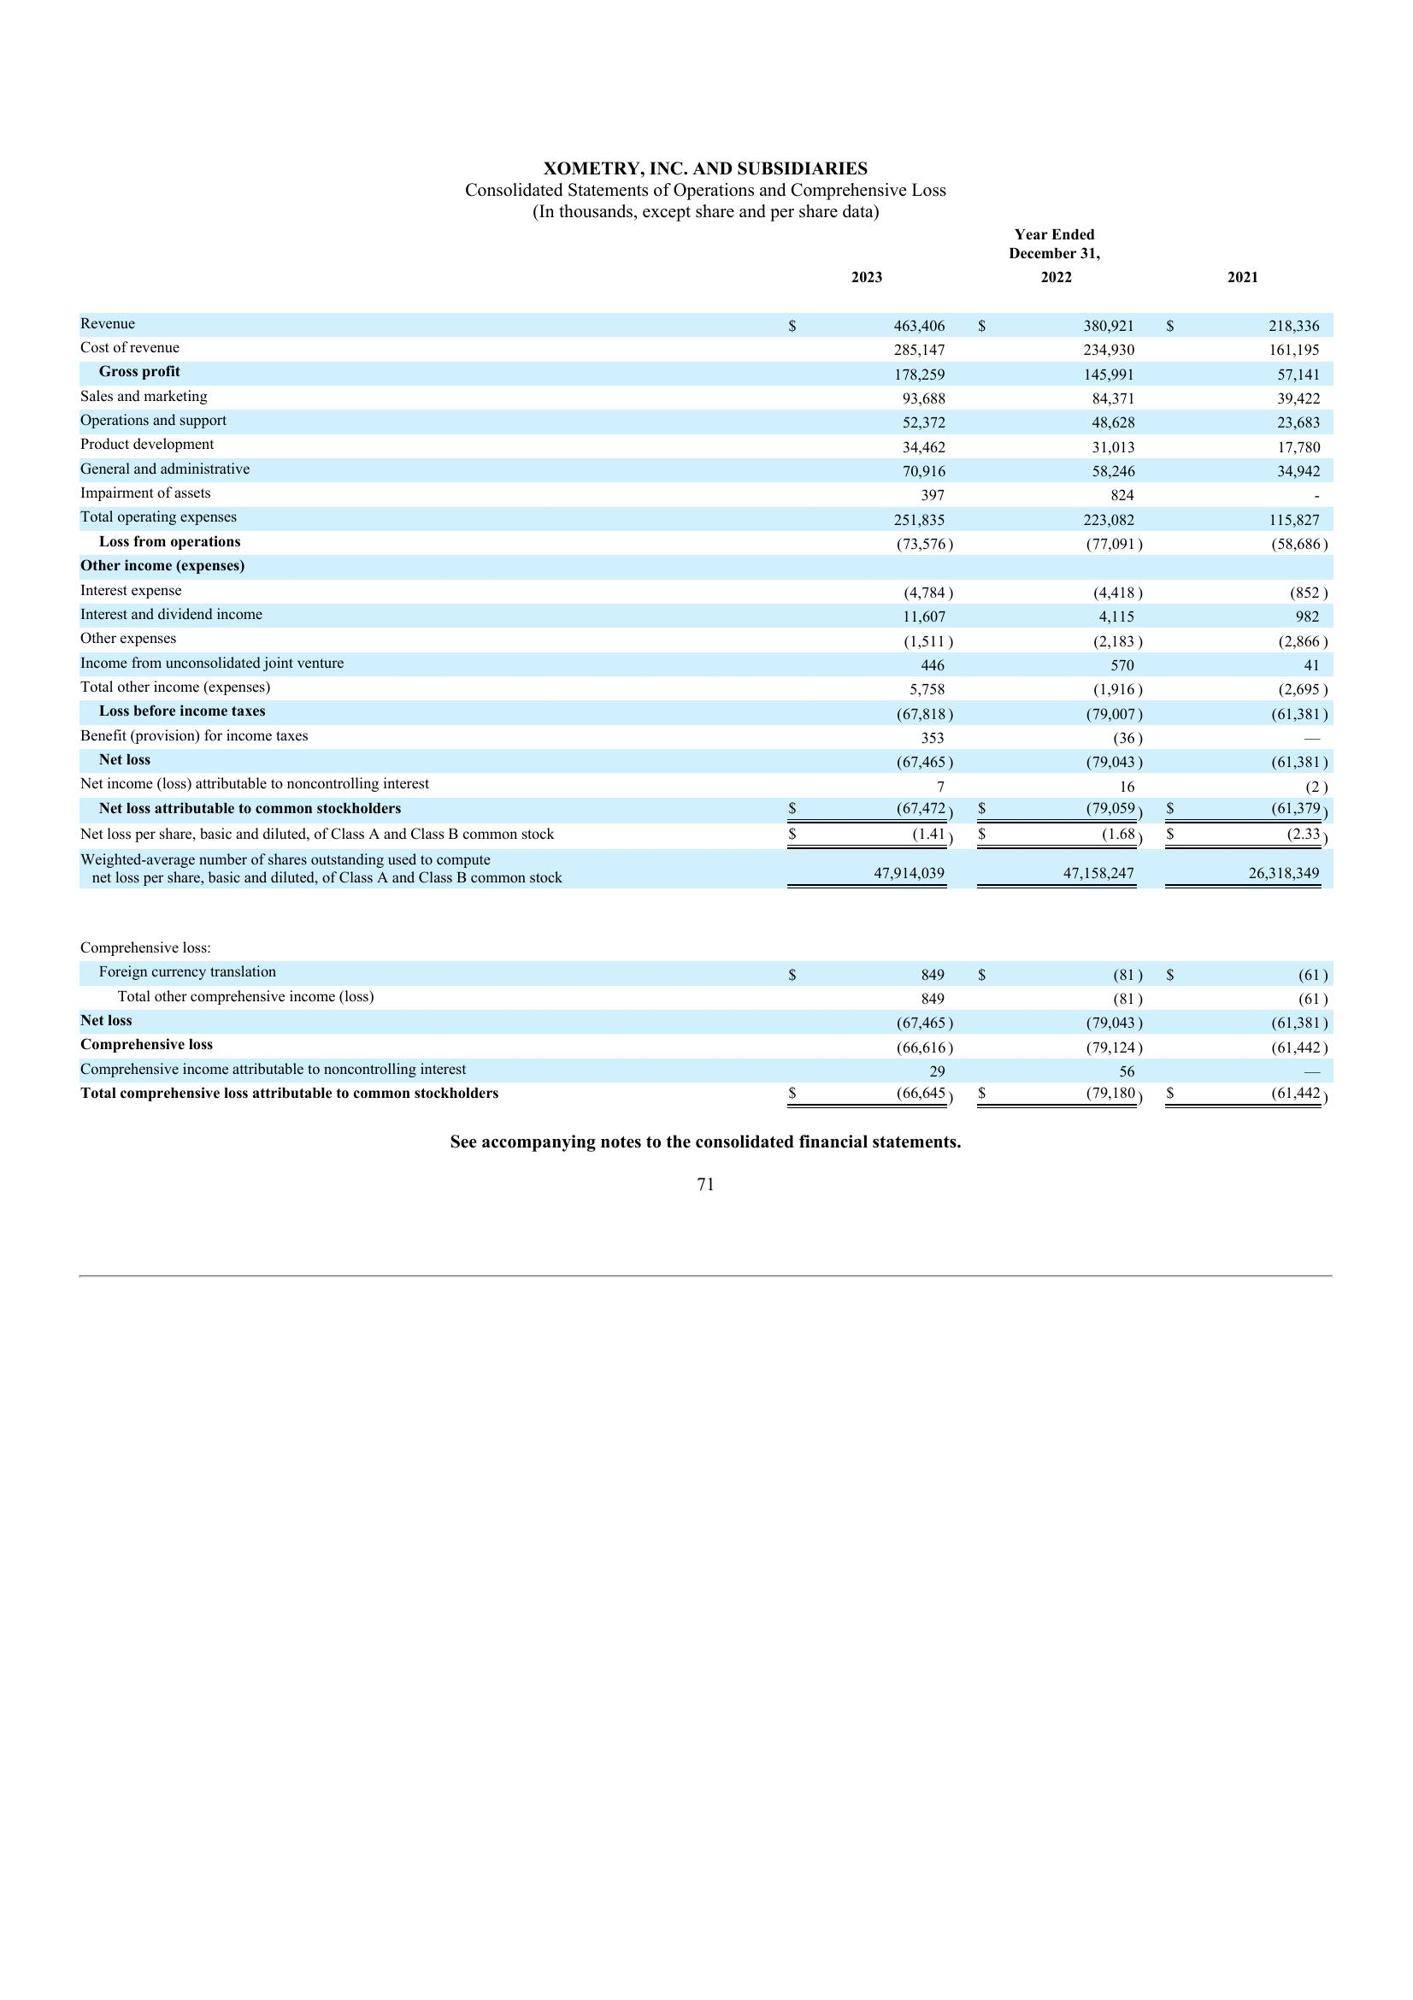 XOMETRY, INC. AND SUBSIDIARIES
Consolidated Statements of Operations and Comprehensive Loss
(In thousands, except share and per share data)
Year Ended
December 31,
2023 2022 2021
Revenue $ 463,406 $ 380,921 $ 218,336
Cost of revenue 285,147 234,930 161,195
Gross profit 178,259 145,991 57,141
Sales and marketing 93,688 84,371 39,422
Operations and support 52,372 48,628 23,683
Product development 34,462 31,013 17,780
General and administrative 70,916 58,246 34,942
Impairment of assets 397 824 -
Total operating expenses 251,835 223,082 115,827
Loss from operations (73,576 ) (77,091 ) (58,686 )
Other income (expenses)
Interest expense (4,784 ) (4,418 ) (852 )
Interest and dividend income 11,607 4,115 982
Other expenses (1,511 ) (2,183 ) (2,866 )
Income from unconsolidated joint venture 446 570 41
Total other income (expenses) 5,758 (1,916 ) (2,695 )
Loss before income taxes (67,818 ) (79,007 ) (61,381 )
Benefit (provision) for income taxes 353 (36 ) —
Net loss (67,465 ) (79,043 ) (61,381 )
Net income (loss) attributable to noncontrolling interest 7 16 (2 )
Net loss attributable to common stockholders $ (67,472 ) $ (79,059 ) $ (61,379 )
Net loss per share, basic and diluted, of Class A and Class B common stock $ (1.41 ) $ (1.68 ) $ (2.33 )
Weighted-average number of shares outstanding used to compute
net loss per share, basic and diluted, of Class A and Class B common stock 47,914,039 47,158,247 26,318,349
Comprehensive loss:
Foreign currency translation $ 849 $ (81 ) $ (61 )
Total other comprehensive income (loss) 849 (81 ) (61 )
Net loss (67,465 ) (79,043 ) (61,381 )
Comprehensive loss (66,616 ) (79,124 ) (61,442 )
Comprehensive income attributable to noncontrolling interest 29 56 —
Total comprehensive loss attributable to common stockholders $ (66,645 ) $ (79,180 ) $ (61,442 )
See accompanying notes to the consolidated financial statements.
71